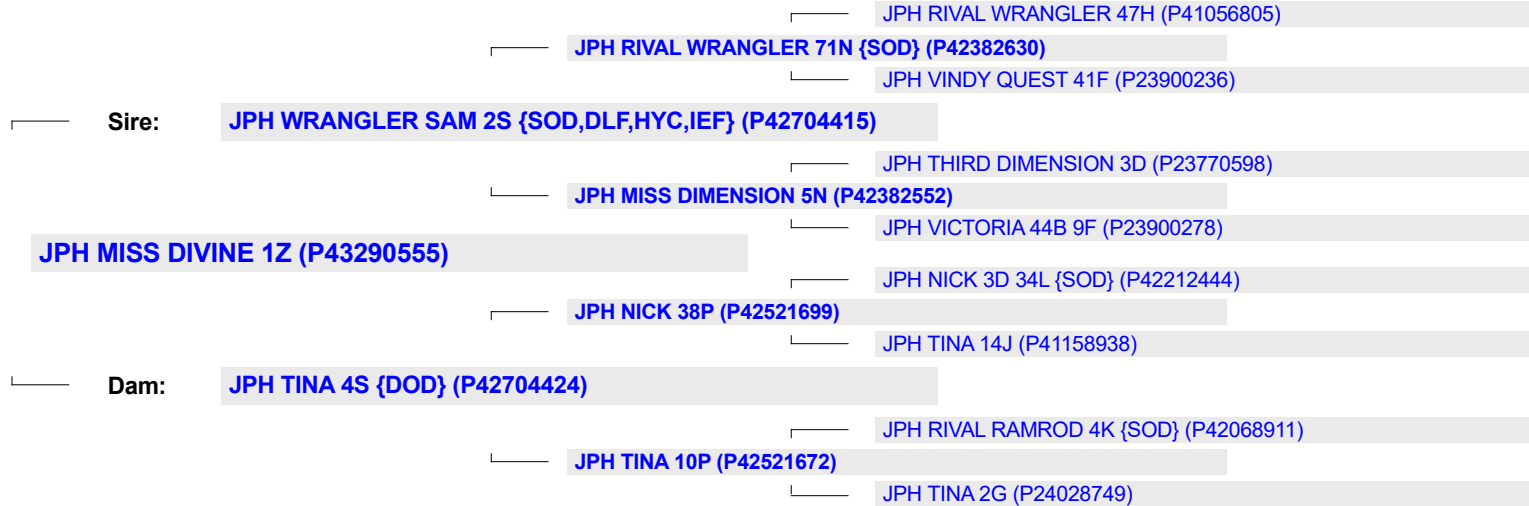 JPH RIVAL WRANGLER 47H (P41056805)
JPH RIVAL WRANGLER 71N {SOD} (P42382630)
JPH VINDY QUEST 41F (P23900236)
Sire: JPH WRANGLER SAM 2S {SOD,DLF,HYC,IEF} (P42704415)
JPH THIRD DIMENSION 3D (P23770598)
JPH MISS DIMENSION 5N (P42382552)
JPH VICTORIA 44B 9F (P23900278)
JPH MISS DIVINE 1Z (P43290555)
JPH NICK 3D 34L {SOD} (P42212444)
JPH NICK 38P (P42521699)
JPH TINA 14J (P41158938)
Dam: JPH TINA 4S {DOD} (P42704424)
JPH RIVAL RAMROD 4K {SOD} (P42068911)
JPH TINA 10P (P42521672)
JPH TINA 2G (P24028749)